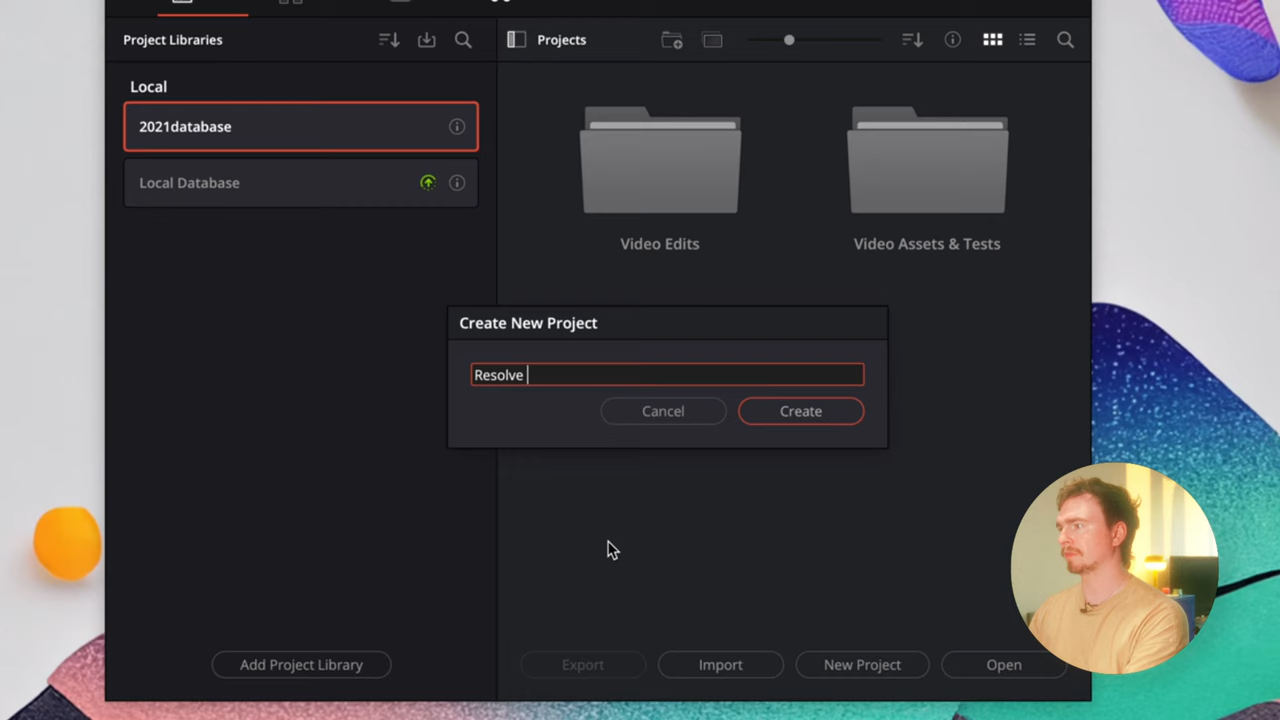 Project Libraries
Projects
Local
2021database
Local Database
Video Edits
Video Assets & Tests
Create New Project
Resolve
Cancel
Create
Add Project Library
Export
Import
New Project
Open